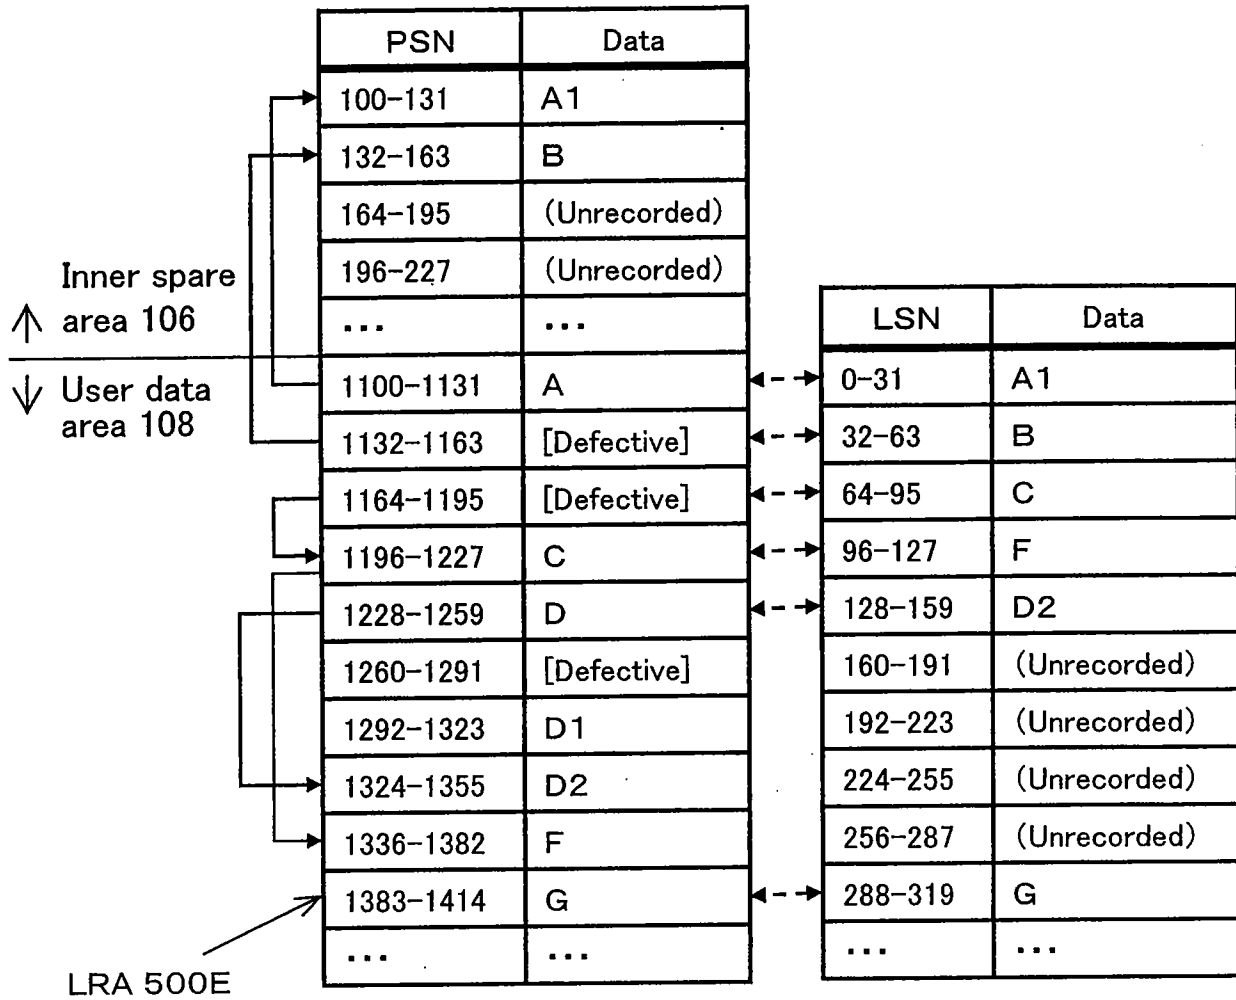 PSN Data
100-131 A1
132-163 B
164-195 (Unrecorded)
196-227 (Unrecorded)
... ...
1100-1131 A
1132-1163 [Defective]
1164-1195 [Defective]
1196-1227 C
1228-1259 D
1260-1291 [Defective]
1292-1323 D1
1324-1355 D2
1336-1382 F
1383-1414 G
... ...
Inner spare
area 106
User data
area 108
LRA 500E
LSN Data
0-31 A1
32-63 B
64-95 C
96-127 F
128-159 D2
160-191 (Unrecorded)
192-223 (Unrecorded)
224-255 (Unrecorded)
256-287 (Unrecorded)
288-319 G
... ...